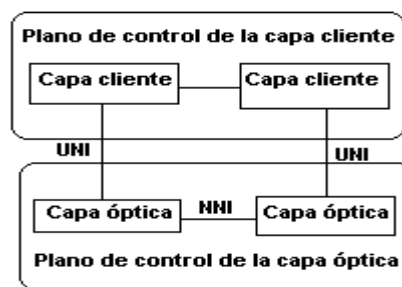 Plano de control de la capa cliente
Capa cliente
Capa cliente
UNI
UNI
Capa óptica
NNI
Capa óptica
Plano de control de la capa óptica